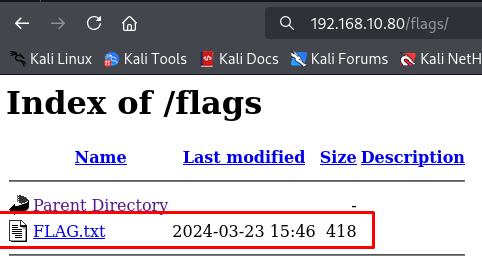 192.168.10.80/flags/
Kali Linux Kali Tools Kali Docs Kali Forums Kali NetH
Index of /flags
Name Last modified Size Description
Parent Directory -
FLAG.txt 2024-03-23 15:46 418